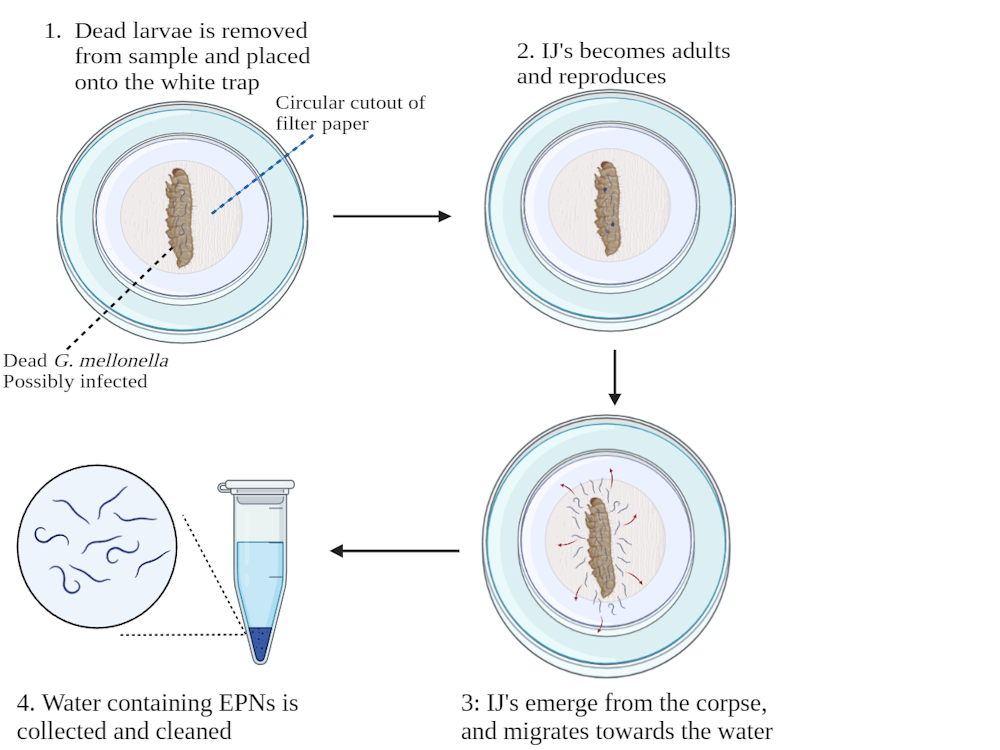 1. Dead larvae is removed
from sample and placed
onto the white trap
Circular cutout of
filter paper
Dead G. mellonella
Possibly infected
2. IJ's becomes adults
and reproduces
3: IJ's emerge from the corpse,
and migrates towards the water
4. Water containing EPNs is
collected and cleaned